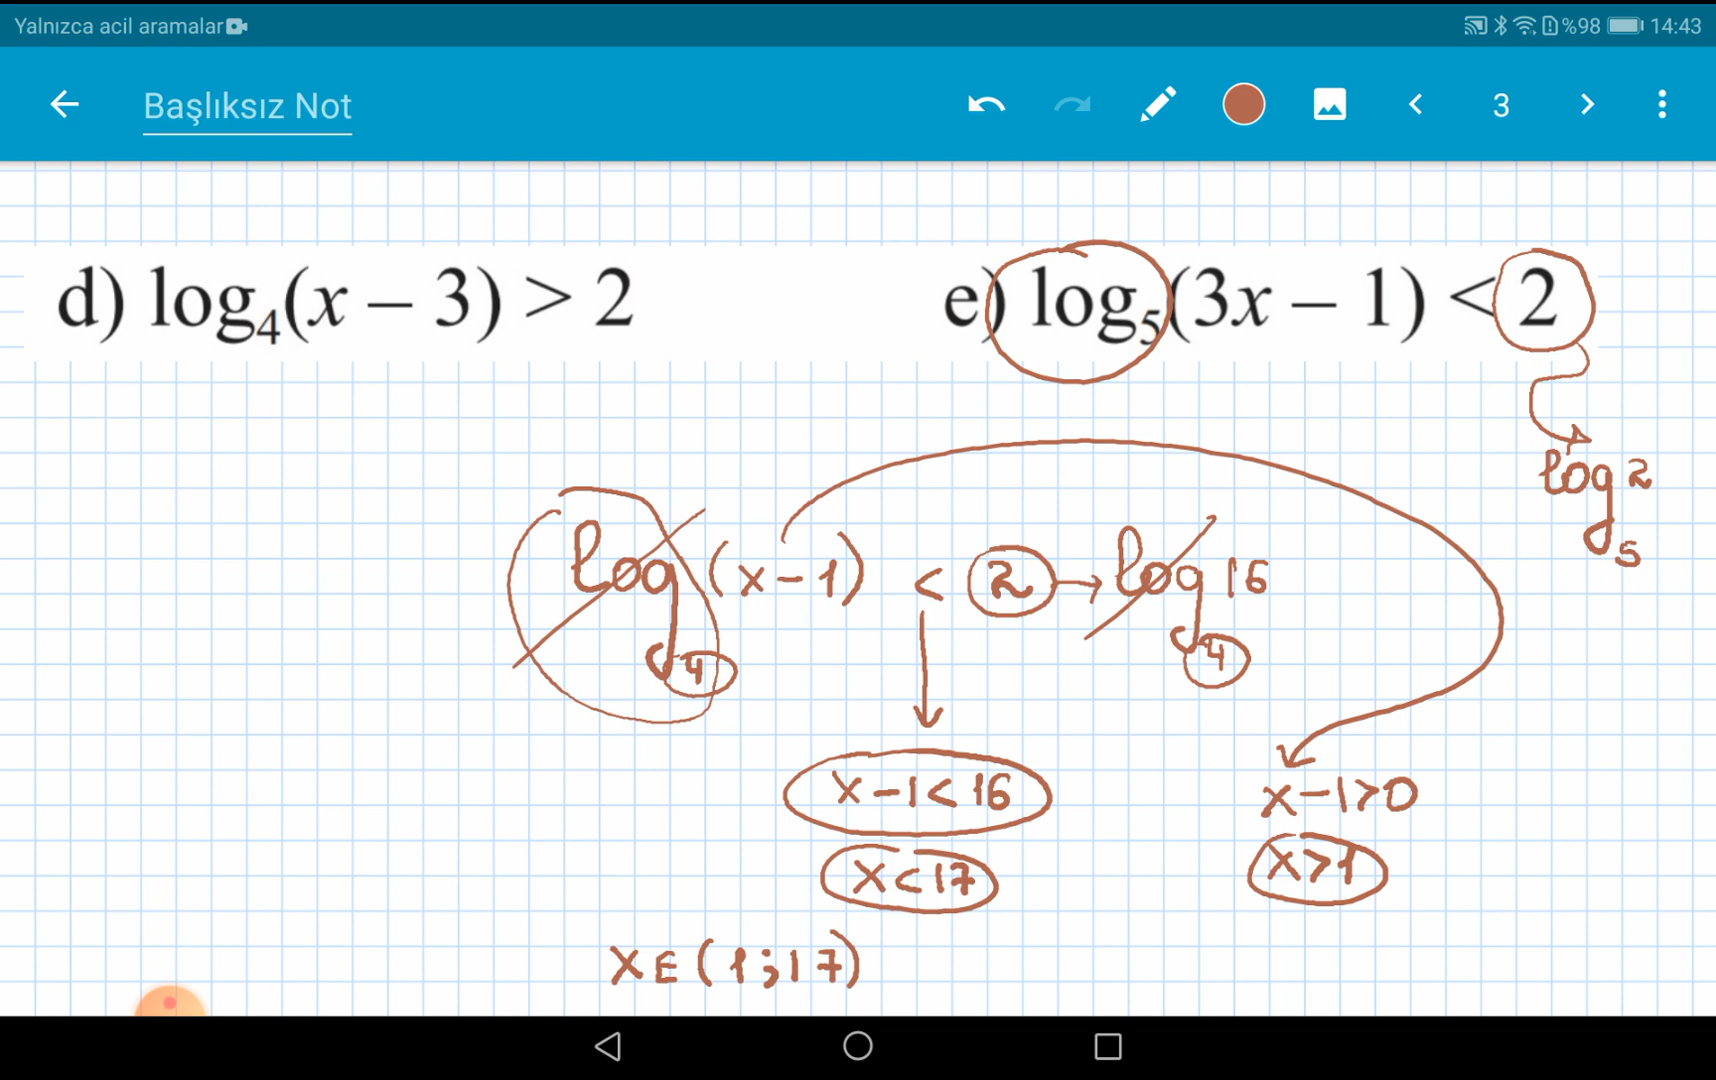 Yalnızca acil aramalar %98 14:43
Başlıksız Not 3
d) log₄(x – 3) > 2
e) log₅(3x – 1) < 2
log₅ 2
log₄ (x-1) < 2 → log₄ 16
x-1<16
x-1>0
x<17
x>1
XE(1;17)